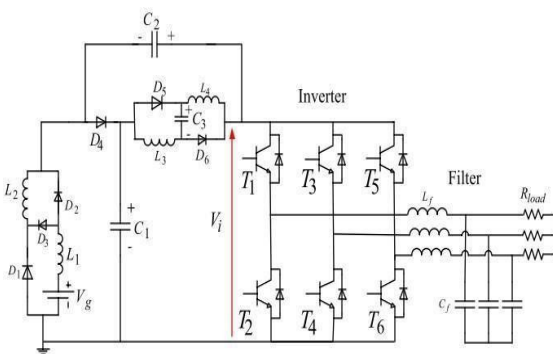 C2
- +
D5 L4
Inverter
D4
+ C3 -
L3 D6
T1 T3 T5
Filter
L2 D2
D3
L1
D1
+ Vg -
+ C1 -
Vi
Lf Rload
T2 T4 T6
Cf